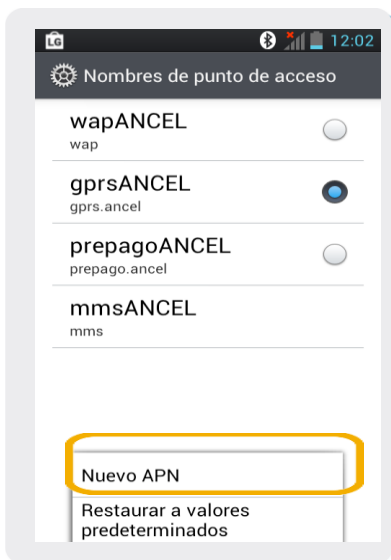 LG
12:02
Nombres de punto de acceso
wapANCEL
wap
gprsANCEL
gprs.ancel
prepagoANCEL
prepago.ancel
mmsANCEL
mms
Nuevo APN
Restaurar a valores
predeterminados